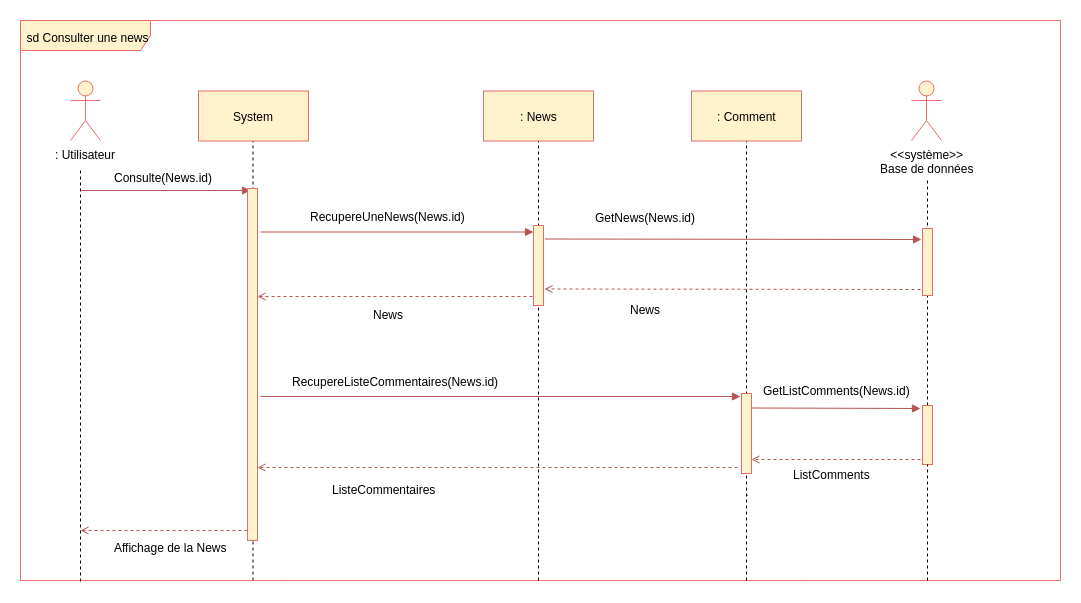 sd Consulter une news
: Utilisateur
System
: News
: Comment
<<système>>
Base de données
Consulte(News.id)
RecupereUneNews(News.id)
GetNews(News.id)
News
News
RecupereListeCommentaires(News.id)
GetListComments(News.id)
ListComments
ListeCommentaires
Affichage de la News